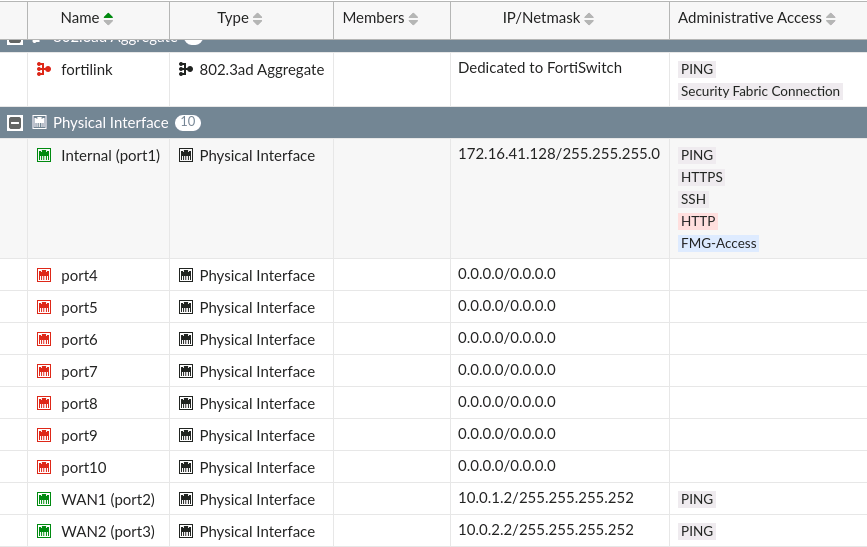 Name Type Members IP/Netmask Administrative Access
802.3ad Aggregate
fortilink 802.3ad Aggregate Dedicated to FortiSwitch PING
Security Fabric Connection
Physical Interface 10
Internal (port1) Physical Interface 172.16.41.128/255.255.255.0 PING
HTTPS
SSH
HTTP
FMG-Access
port4 Physical Interface 0.0.0.0/0.0.0.0
port5 Physical Interface 0.0.0.0/0.0.0.0
port6 Physical Interface 0.0.0.0/0.0.0.0
port7 Physical Interface 0.0.0.0/0.0.0.0
port8 Physical Interface 0.0.0.0/0.0.0.0
port9 Physical Interface 0.0.0.0/0.0.0.0
port10 Physical Interface 0.0.0.0/0.0.0.0
WAN1 (port2) Physical Interface 10.0.1.2/255.255.255.252 PING
WAN2 (port3) Physical Interface 10.0.2.2/255.255.255.252 PING